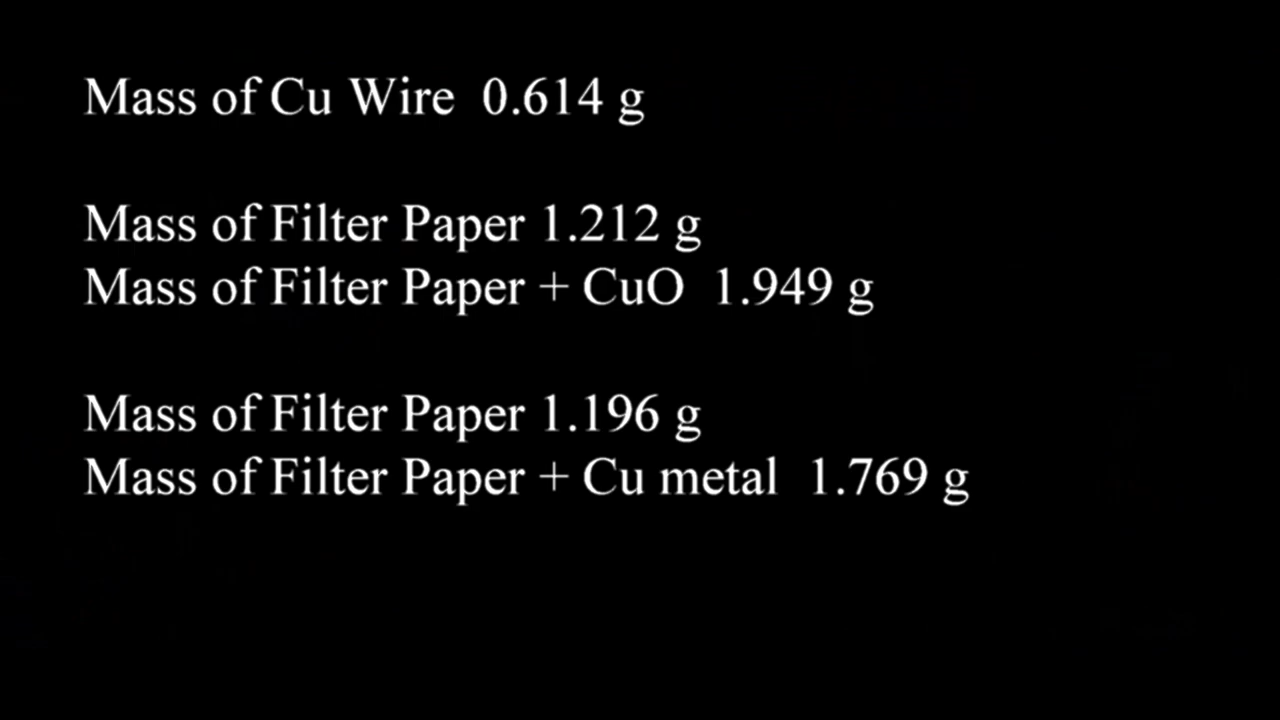 Mass of Cu Wire  0.614 g
Mass of Filter Paper 1.212 g
Mass of Filter Paper + CuO  1.949 g
Mass of Filter Paper 1.196 g
Mass of Filter Paper + Cu metal  1.769 g